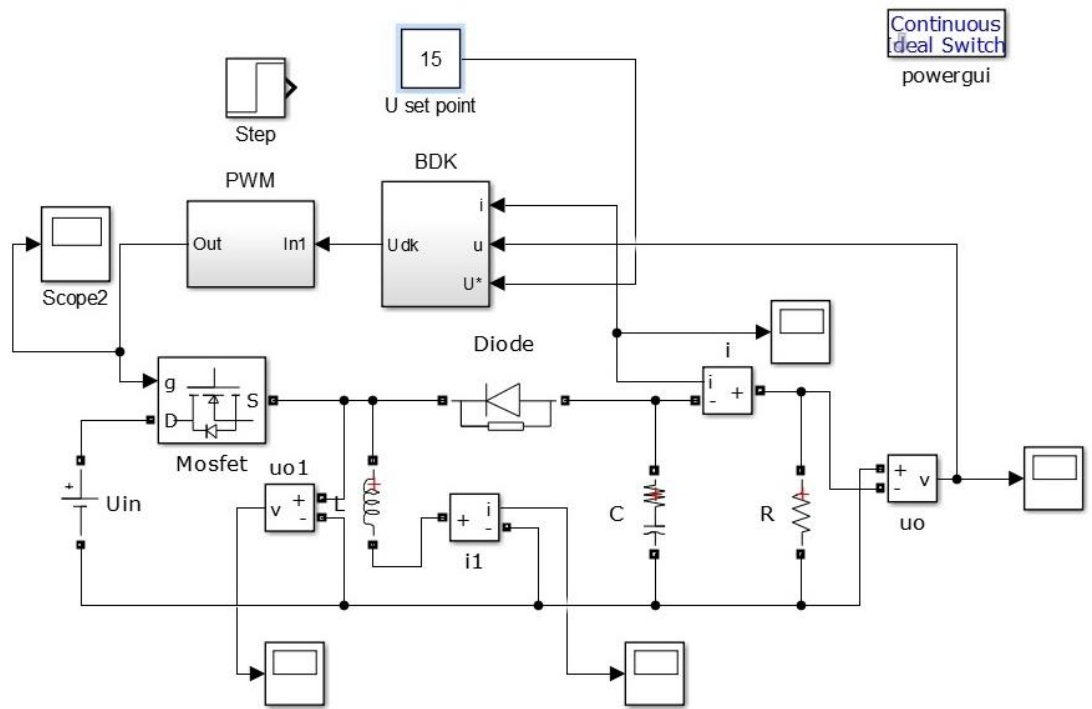 Continuous
Ideal Switch
powergui
15
U set point
Step
BDK
PWM
i
Out
In1
Udk
u
U*
Scope2
Diode
i
g
i
-
+
D
S
Mosfet
uo1
+
Uin
v
+
-
L
+
i
-
i1
C
R
+
-
v
uo